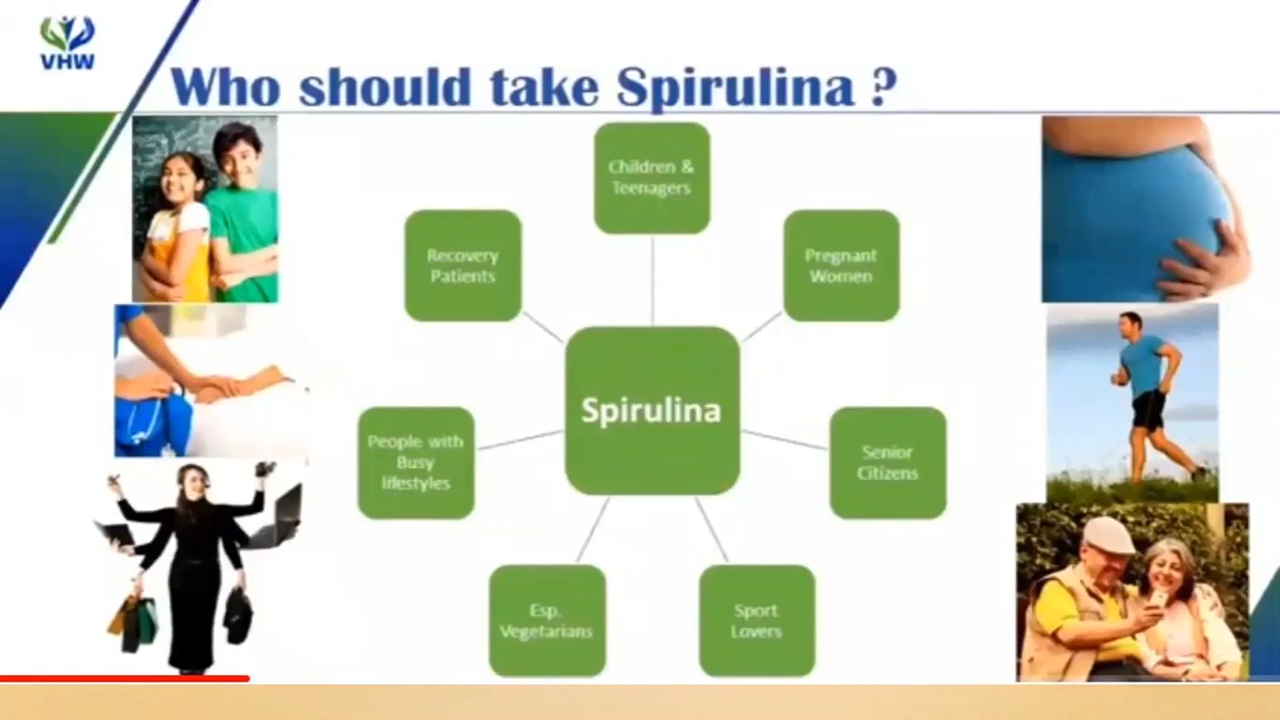 VHW
Who should take Spirulina ?
Children &
Teenagers
Recovery
Patients
Pregnant
Women
Spirulina
People with
Busy
lifestyles
Senior
Citizens
Esp.
Vegetarians
Sport
Lovers